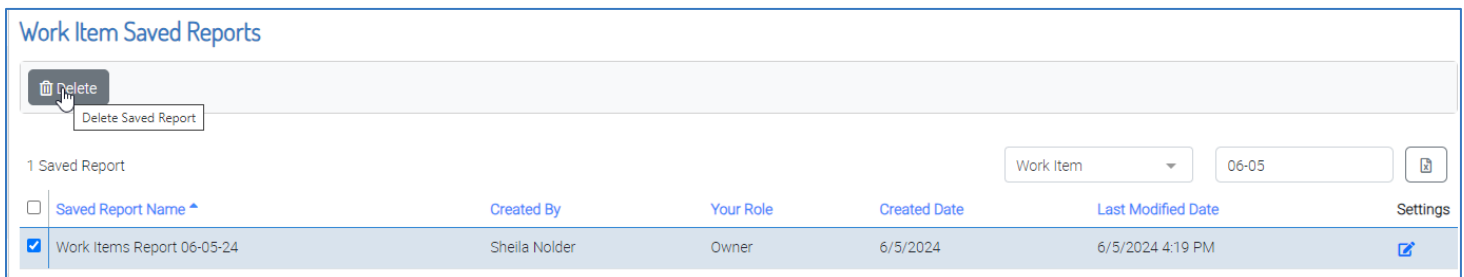 Work Item Saved Reports
Delete
Delete Saved Report
1 Saved Report Work Item 06-05
Saved Report Name Created By Your Role Created Date Last Modified Date Settings
Work Items Report 06-05-24 Sheila Nolder Owner 6/5/2024 6/5/2024 4:19 PM